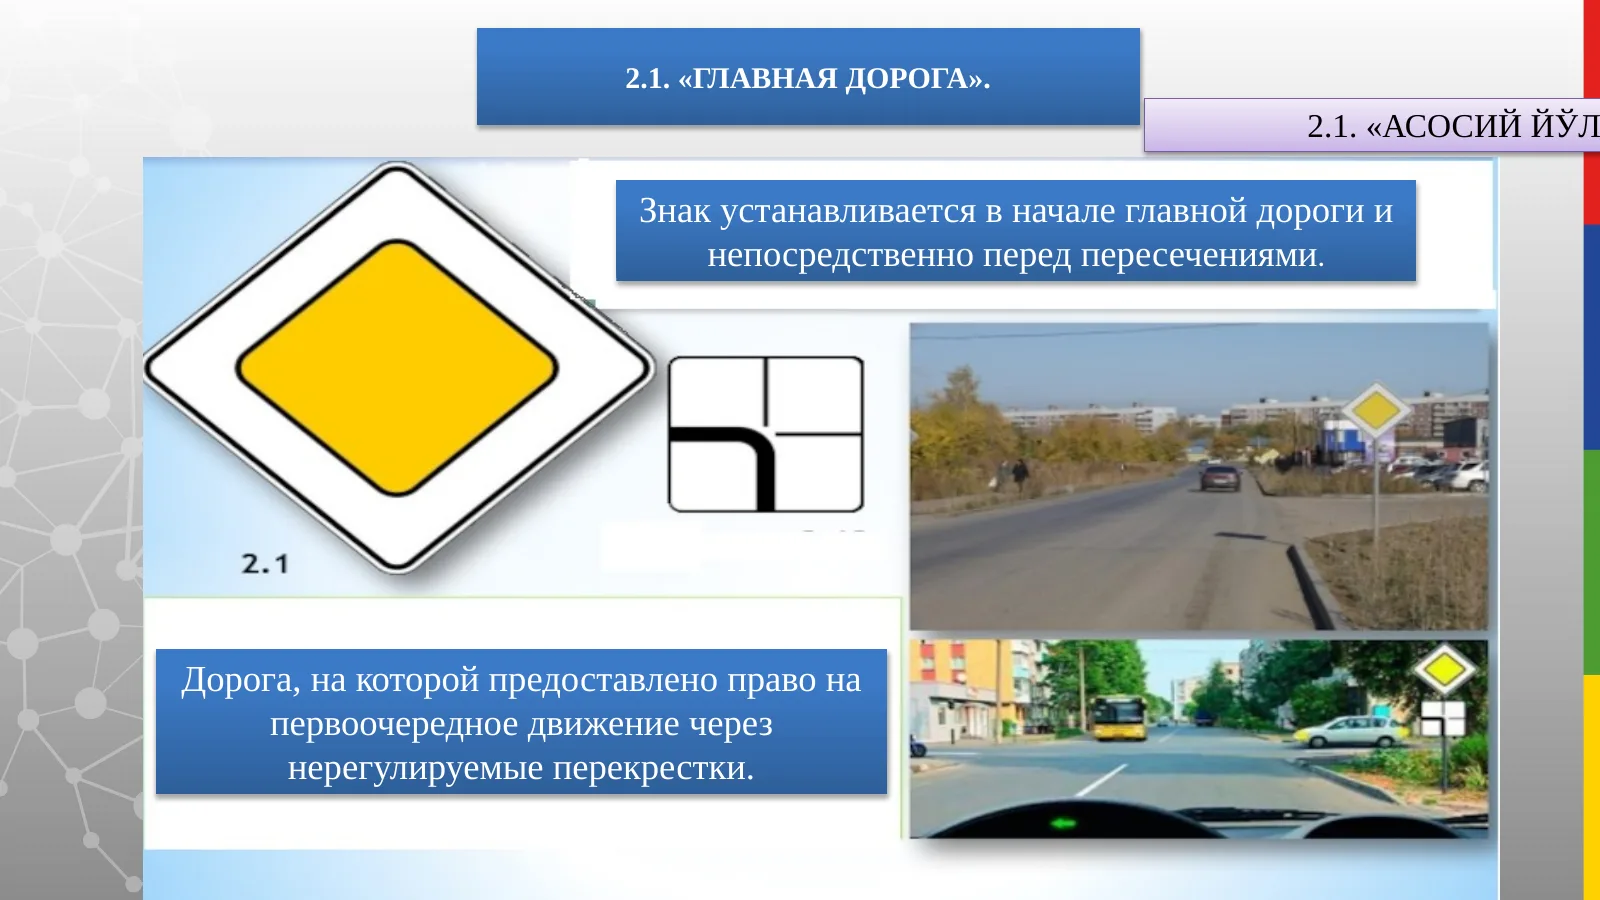 2.1. «ГЛАВНАЯ ДОРОГА».
2.1. «АСОСИЙ ЙЎЛ
Знак устанавливается в начале главной дороги и
непосредственно перед пересечениями.
2.1
Дорога, на которой предоставлено право на
первоочередное движение через
нерегулируемые перекрестки.